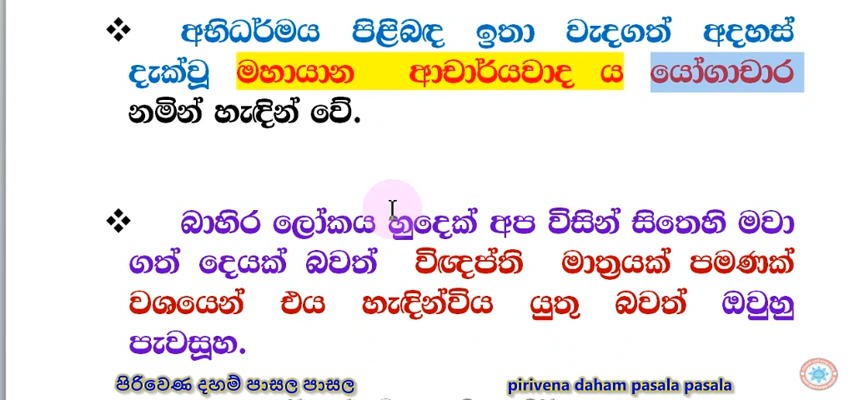 ❖ අභිධර්මය පිළිබඳ ඉතා වැදගත් අදහස්
දැක්වූ මහායාන ආචාර්යවාද ය යෝගාචාර
නමින් හැඳින් වේ.
❖ බාහිර ලෝකය හුදෙක් අප විසින් සිතෙහි මවා
ගත් දෙයක් බවත් විඥප්ති මාත්‍රයක් පමණක්
වශයෙන් එය හැඳින්විය යුතු බවත් ඔවුහු
පැවසූහ.
පිරිවෙණ දහම් පාසල පාසල pirivena daham pasala pasala